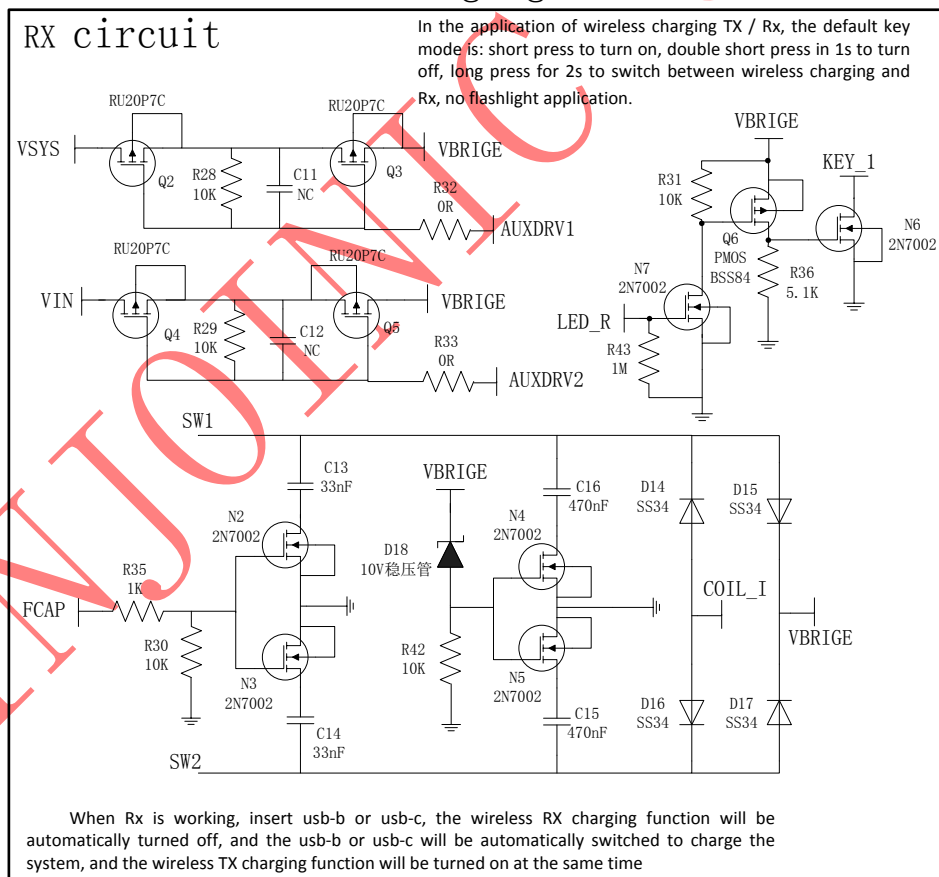 RX circuit
In the application of wireless charging TX / Rx, the default key
mode is: short press to turn on, double short press in 1s to turn
off, long press for 2s to switch between wireless charging and
Rx, no flashlight application.
RU20P7C
RU20P7C
VSYS
Q2
R28
10K
C11
NC
Q3
VBRIGE
R32
0R
AUXDRV1
RU20P7C
RU20P7C
VIN
Q4
R29
10K
C12
NC
Q5
VBRIGE
R33
0R
AUXDRV2
VBRIGE
KEY_1
R31
10K
Q6
PMOS
BSS84
N6
2N7002
N7
2N7002
R36
5.1K
LED_R
R43
1M
SW1
C13
33nF
N2
2N7002
R35
1K
FCAP
R30
10K
N3
2N7002
C14
33nF
SW2
VBRIGE
D18
10V稳压管
R42
10K
C16
470nF
N4
2N7002
N5
2N7002
C15
470nF
D14
SS34
D15
SS34
COIL_I
VBRIGE
D16
SS34
D17
SS34
When Rx is working, insert usb-b or usb-c, the wireless RX charging function will be
automatically turned off, and the usb-b or usb-c will be automatically switched to charge the
system, and the wireless TX charging function will be turned on at the same time
NJOINIC